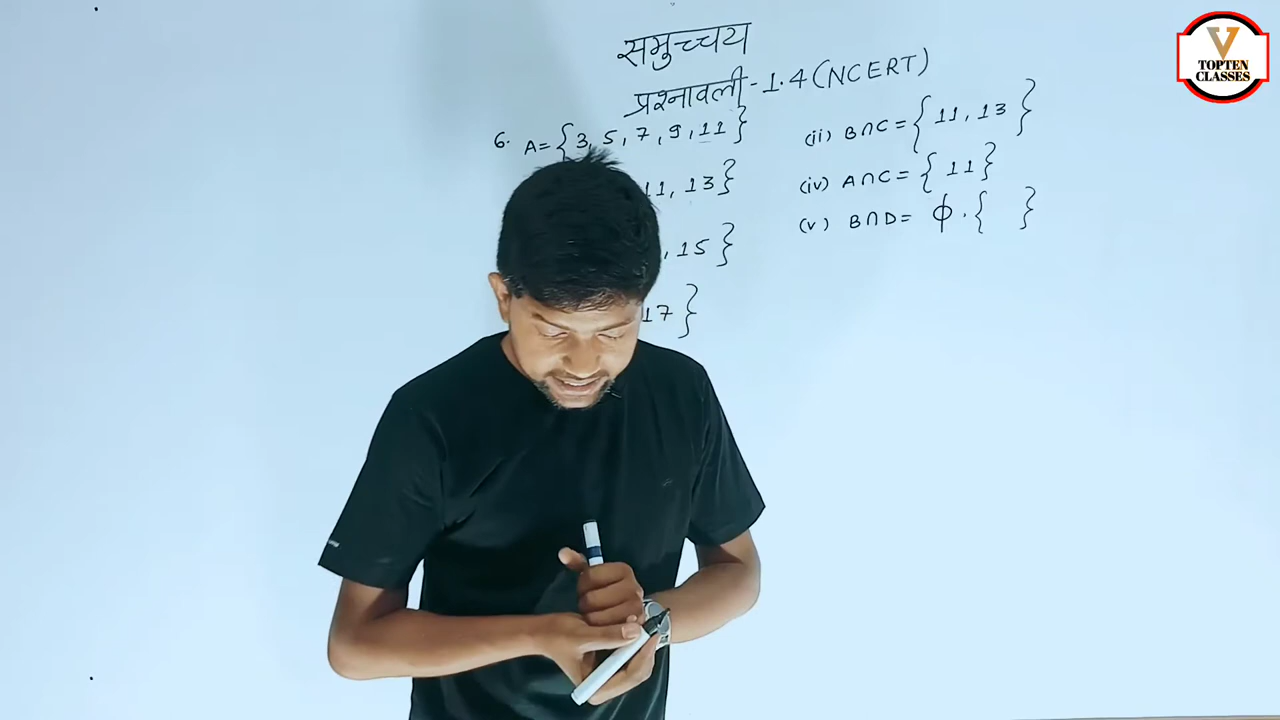 समुच्चय
प्रश्नावली-1.4 (NCERT)
6. A={3, 5, 7, 9, 11}
11, 13}
, 15}
17}
(ii) B∩C={11, 13}
(iv) A∩C={11}
(v) B∩D= ϕ. { }
V
TOPTEN
CLASSES